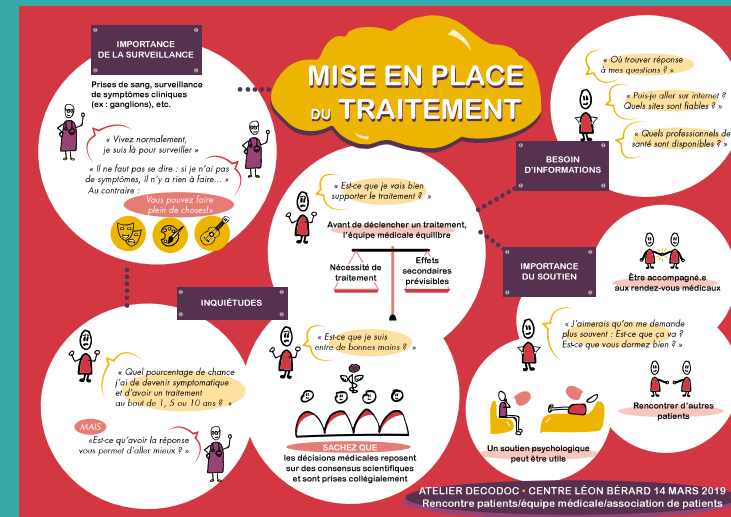 MISE EN PLACE
DU TRAITEMENT
IMPORTANCE
DE LA SURVEILLANCE
Prises de sang, surveillance
de symptômes cliniques
(ex : ganglions), etc.
« Vivez normalement,
je suis là pour surveiller »
« Il ne faut pas se dire : si je n'ai pas
de symptômes, il n'y a rien à faire... »
Au contraire :
Vous pouvez faire
plein de choses!»
INQUIÉTUDES
« Quel pourcentage de chance
j'ai de devenir symptomatique
et d'avoir un traitement
au bout de 1, 5 ou 10 ans ? »
MAIS
«Est-ce qu'avoir la réponse
vous permet d'aller mieux ? »
« Est-ce que je vais bien
supporter le traitement ? »
Avant de déclencher un traitement,
l'équipe médicale équilibre
Nécessité de
traitement
Effets
secondaires
prévisibles
« Est-ce que je suis
entre de bonnes mains ? »
SACHEZ QUE
les décisions médicales reposent
sur des consensus scientifiques
et sont prises collégialement
BESOIN
D'INFORMATIONS
« Où trouver réponse
à mes questions ? »
« Puis-je aller sur internet ?
Quels sites sont fiables ? »
« Quels professionnels de
santé sont disponibles ? »
IMPORTANCE
DU SOUTIEN
Être accompagné.e
aux rendez-vous médicaux
« J'aimerais qu'on me demande
plus souvent : Est-ce que ça va ?
Est-ce que vous dormez bien ? »
Rencontrer d'autres
patients
Un soutien psychologique
peut être utile
ATELIER DECODOC • CENTRE LÉON BÉRARD 14 MARS 2019
Rencontre patients/équipe médicale/association de patients